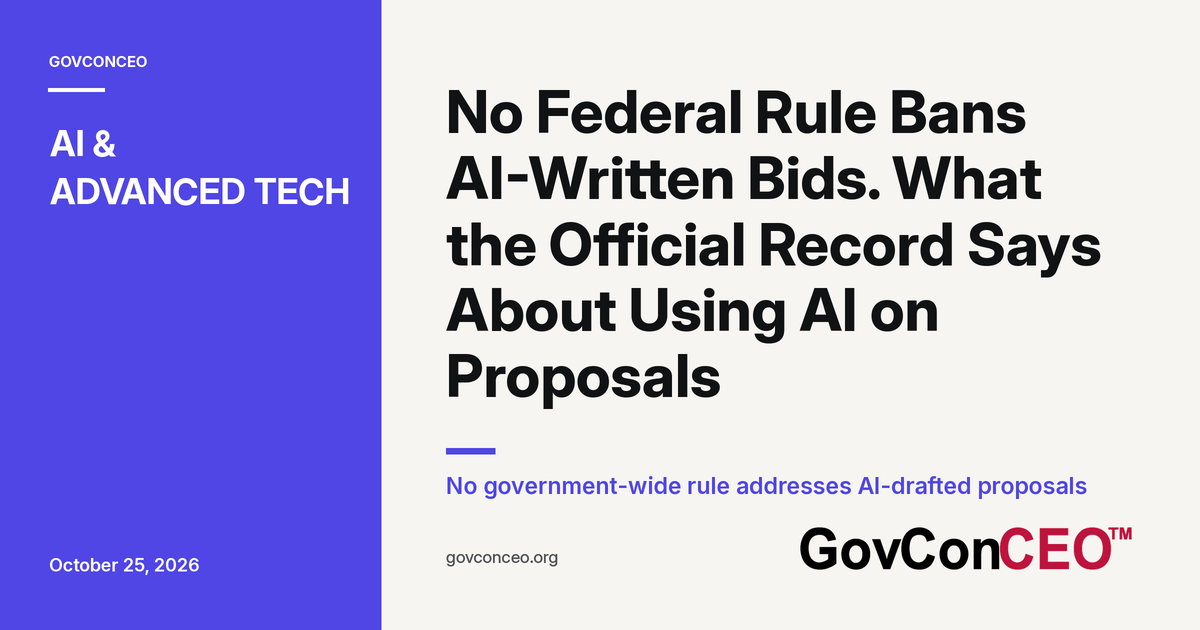 GOVCONCEO
AI &
ADVANCED TECH
October 25, 2026
No Federal Rule Bans
AI-Written Bids. What
the Official Record Says
About Using AI on
Proposals
No government-wide rule addresses AI-drafted proposals
govconceo.org
GovConCEO™